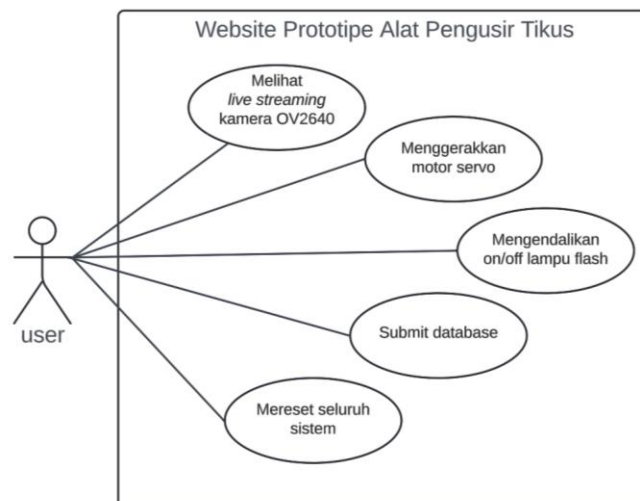 Website Prototipe Alat Pengusir Tikus
Melihat
live streaming
kamera OV2640
Menggerakkan
motor servo
Mengendalikan
on/off lampu flash
Submit database
Mereset seluruh
sistem
user